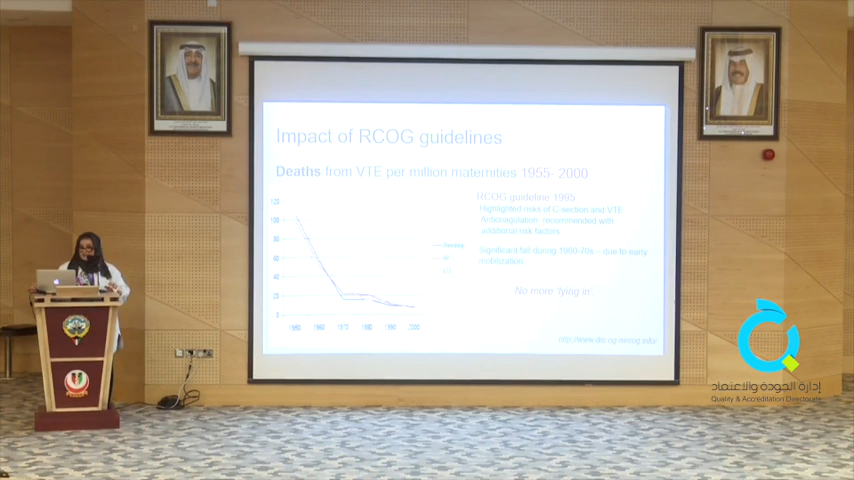 Impact of RCOG guidelines
Deaths from VTE per million maternities 1955- 2000
RCOG guideline 1995
Highlighted risks of C-section and VTE
Anticoagulation recommended with
additional risk factors
Significant fall during 1960-70s – due to early
mobilization
No more 'lying in'.
120
100
80
60
40
20
0
1950
1960
1970
1980
1990
2000
إدارة الجودة والاعتماد
Quality & Accreditation Directorate